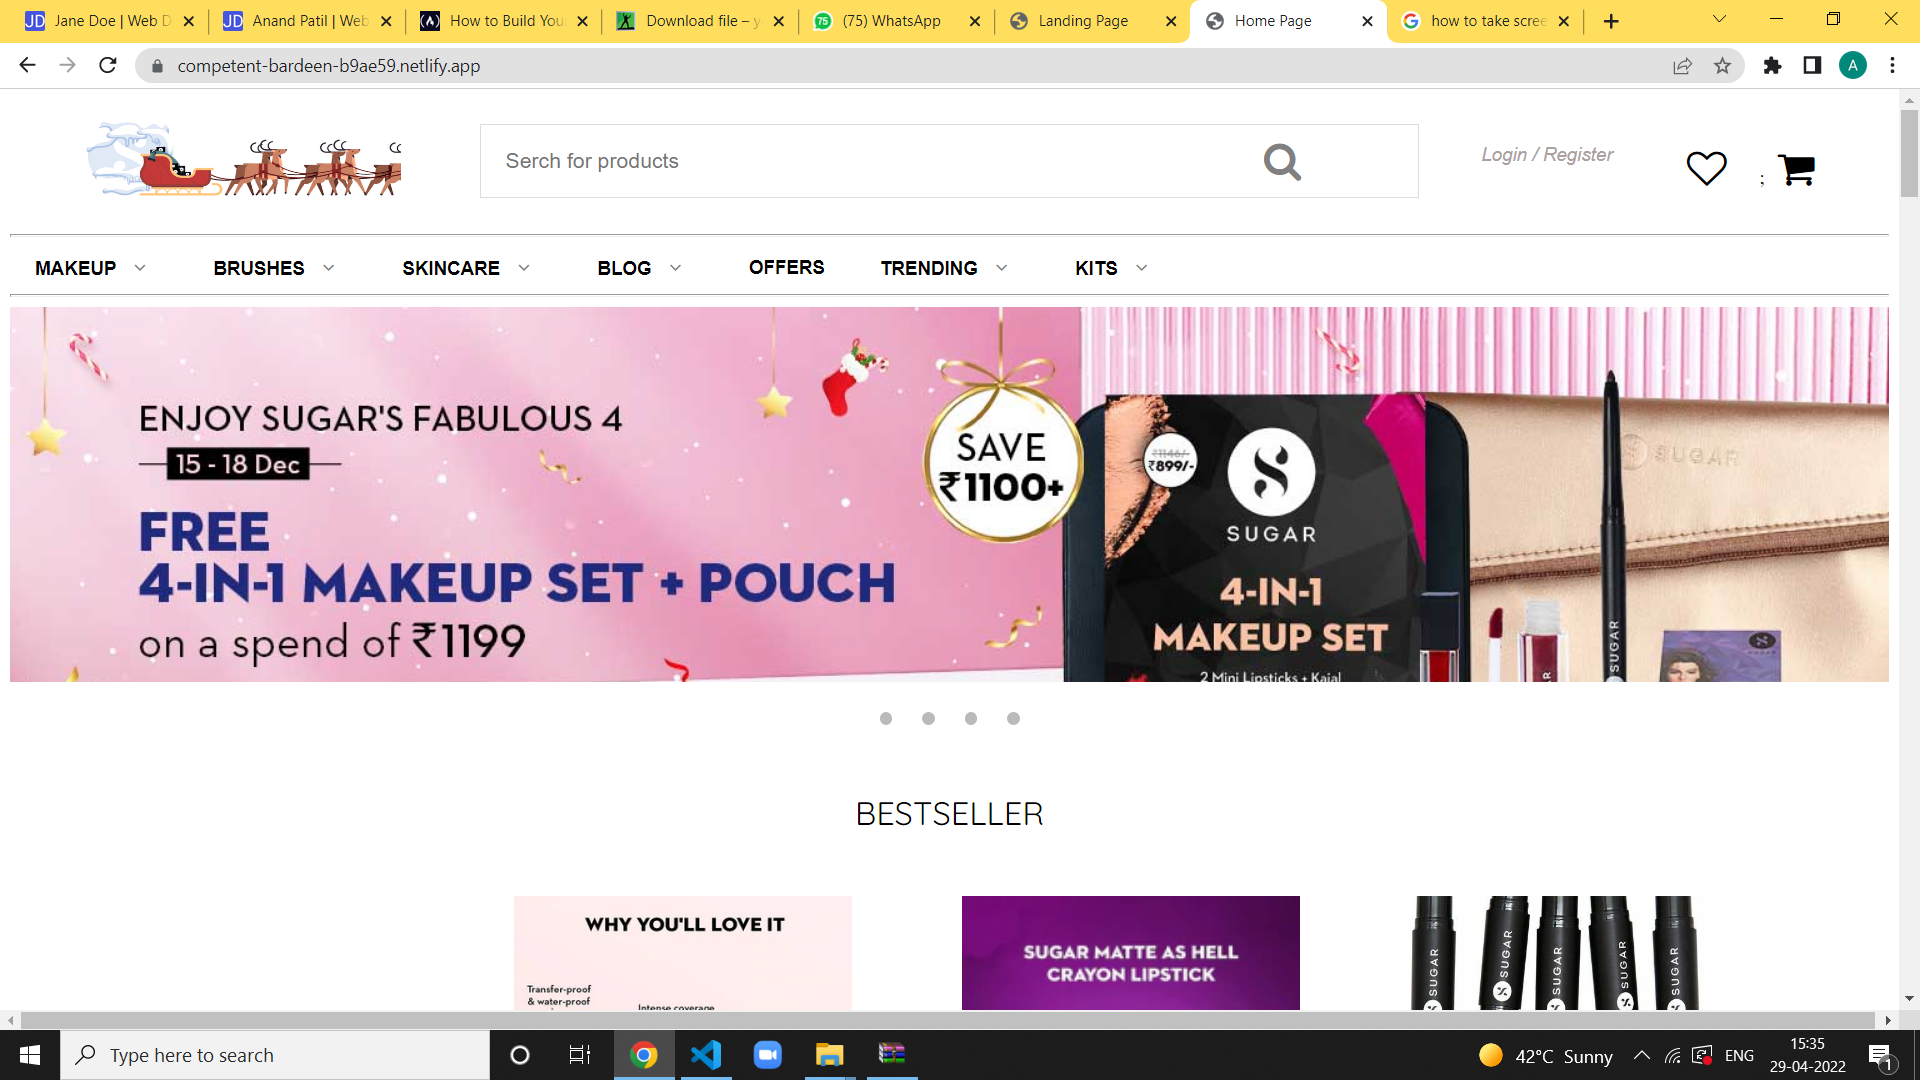 Jane Doe | Web D
Anand Patil | Web
How to Build You
Download file – y
(75) WhatsApp
Landing Page
Home Page
how to take scree
competent-bardeen-b9ae59.netlify.app
A
Serch for products
Login / Register
;
MAKEUP
BRUSHES
SKINCARE
BLOG
OFFERS
TRENDING
KITS
ENJOY SUGAR'S FABULOUS 4
15 - 18 Dec
FREE
4-IN-1 MAKEUP SET + POUCH
on a spend of ₹1199
SAVE
₹1100+
₹1146/-
₹899/-
SUGAR
4-IN-1
MAKEUP SET
2 Mini Lipsticks + Kajal
SUGAR
SUGAR
BESTSELLER
WHY YOU'LL LOVE IT
Transfer-proof
& water-proof
Intense coverage
SUGAR MATTE AS HELL
CRAYON LIPSTICK
SUGAR
SUGAR
SUGAR
SUGAR
SUGAR
Type here to search
42°C Sunny
ENG
15:35
29-04-2022
1